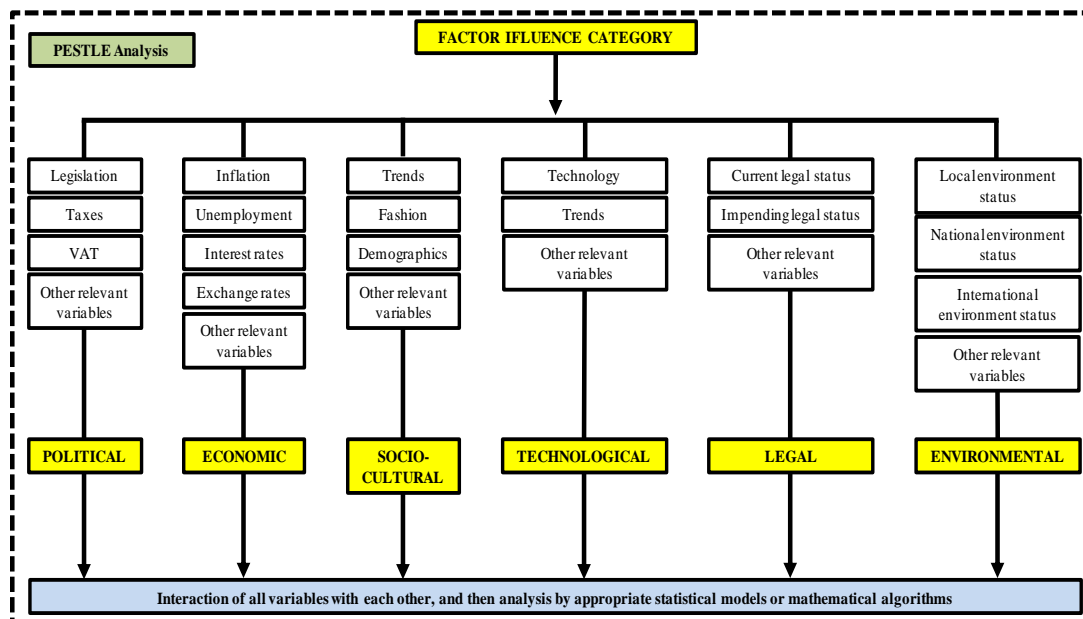 PESTLE Analysis
FACTOR IFLUENCE CATEGORY
Legislation
Taxes
VAT
Other relevant
variables
Inflation
Unemployment
Interest rates
Exchange rates
Other relevant
variables
Trends
Fashion
Demographics
Other relevant
variables
Technology
Trends
Other relevant
variables
Current legal status
Impending legal status
Other relevant
variables
Local environment
status
National environment
status
International
environment status
Other relevant
variables
POLITICAL
ECONOMIC
SOCIO-
CULTURAL
TECHNOLOGICAL
LEGAL
ENVIRONMENTAL
Interaction of all variables with each other, and then analysis by appropriate statistical models or mathematical algorithms